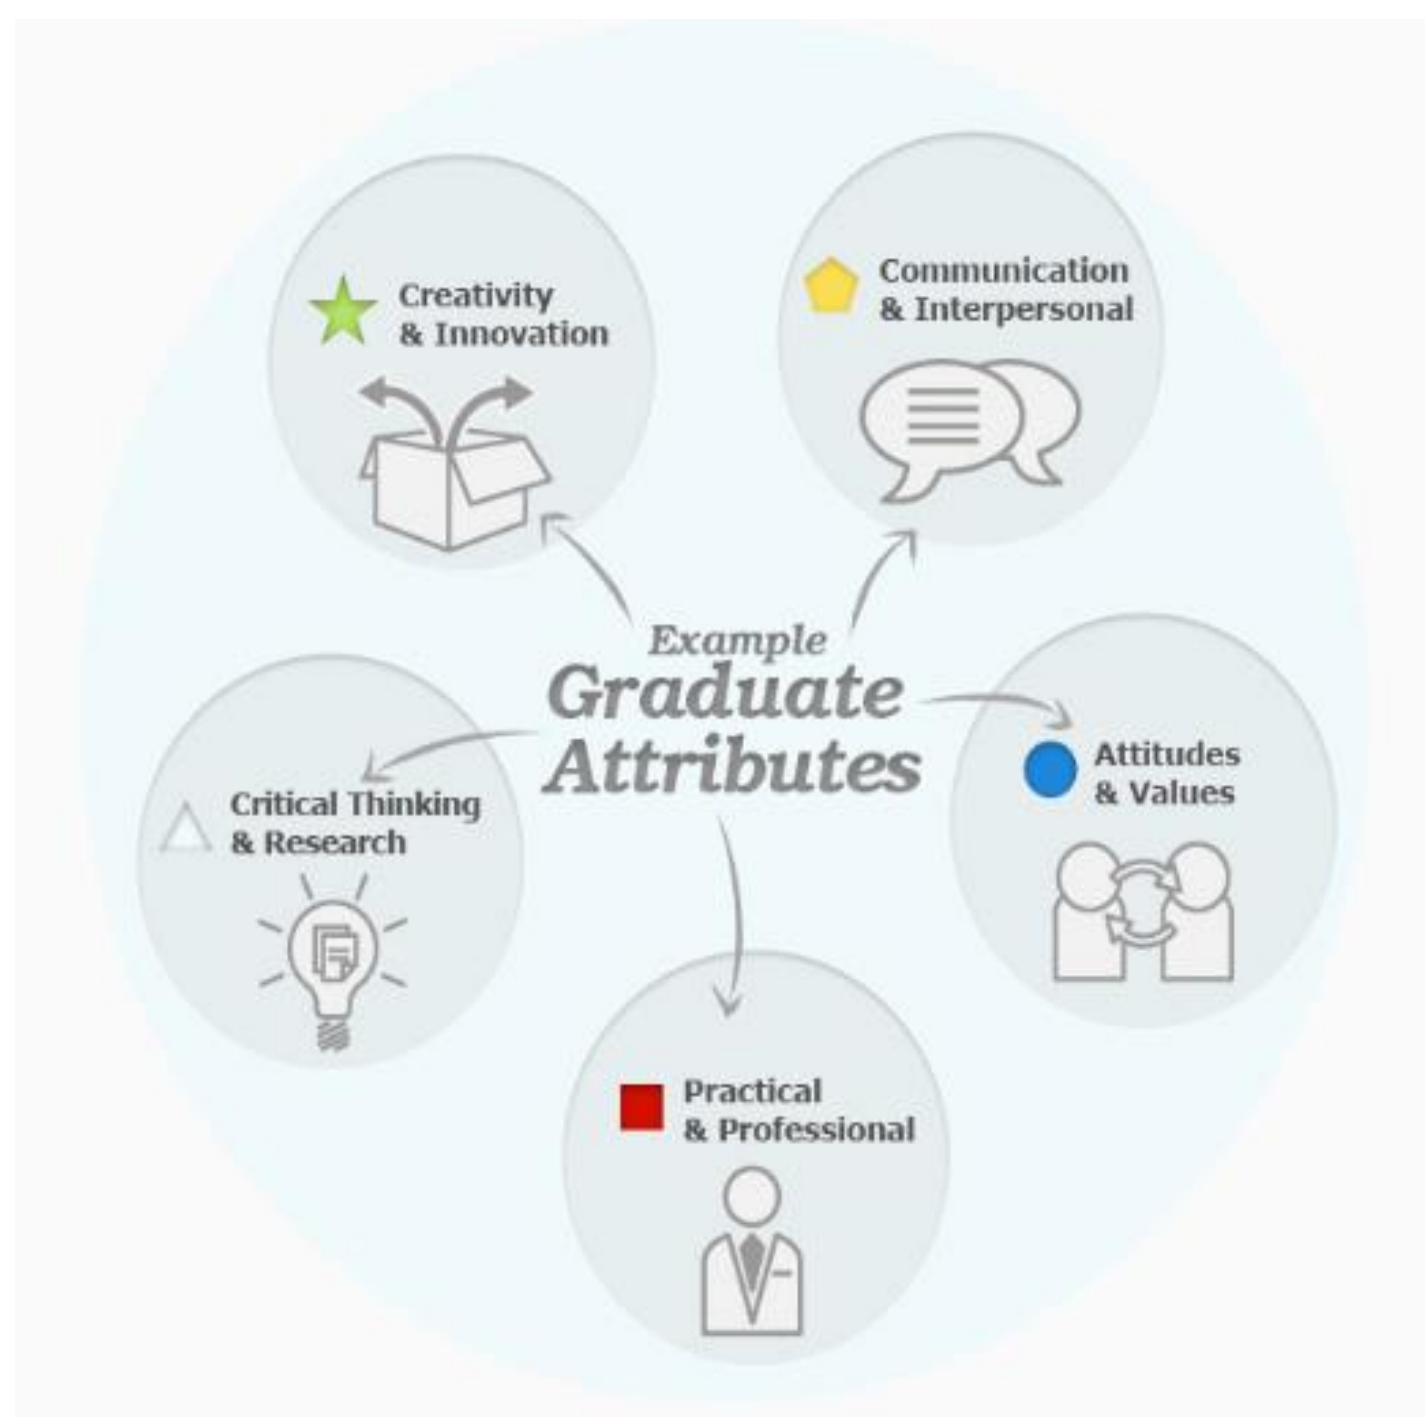 Creativity
& Innovation
Communication
& Interpersonal
Example
Graduate
Attributes
Attitudes
& Values
Critical Thinking
& Research
Practical
& Professional